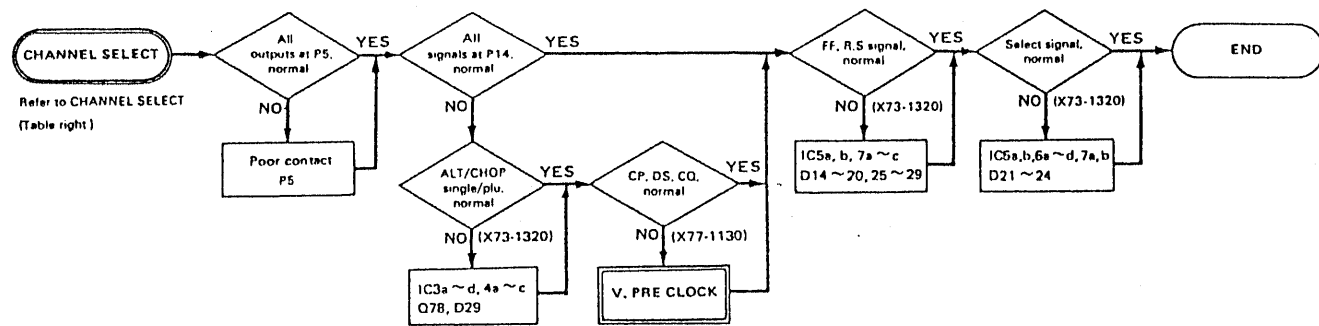 CHANNEL SELECT
Refer to CHANNEL SELECT
(Table right)
All
outputs at P5,
normal
YES
NO
Poor contact
P5
All
signals at P14,
normal
YES
NO
ALT/CHOP
single/plu,
normal
YES
NO (X73-1320)
IC3a ~ d, 4a ~ c
Q78, D29
CP, DS, CQ,
normal
YES
NO (X77-1130)
V. PRE CLOCK
FF, R.S signal,
normal
YES
NO (X73-1320)
IC5a, b, 7a ~ c
D14 ~ 20, 25 ~ 29
Select signal,
normal
YES
NO (X73-1320)
IC5a,b,6a ~ d,7a,b
D21 ~ 24
END